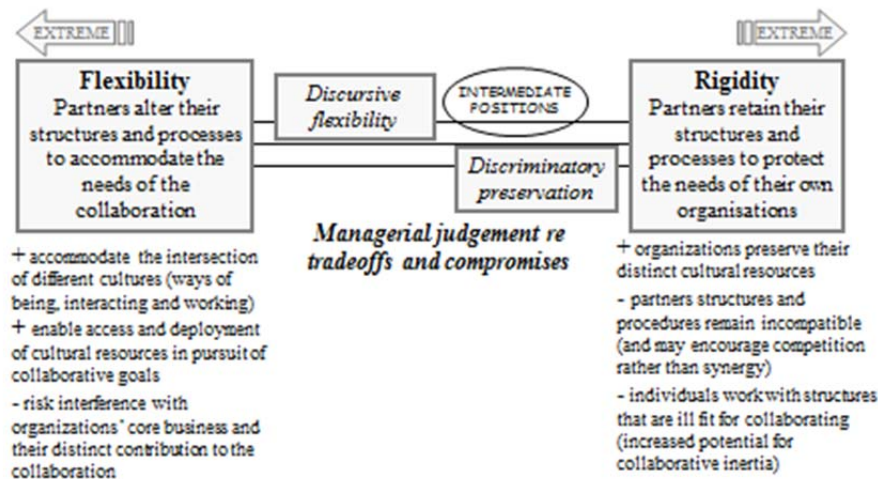 EXTREME
EXTREME
Flexibility
Partners alter their
structures and processes
to accommodate the
needs of the
collaboration
Discursive
flexibility
INTERMEDIATE
POSITIONS
Discriminatory
preservation
Rigidity
Partners retain their
structures and
processes to protect
the needs of their own
organisations
Managerial judgement re
tradeoffs and compromises
+ accommodate the intersection
of different cultures (ways of
being, interacting and working)
+ enable access and deployment
of cultural resources in pursuit of
collaborative goals
- risk interference with
organizations' core business and
their distinct contribution to the
collaboration
+ organizations preserve their
distinct cultural resources
- partners structures and
procedures remain incompatible
(and may encourage competition
rather than synergy)
- individuals work with structures
that are ill fit for collaborating
(increased potential for
collaborative inertia)